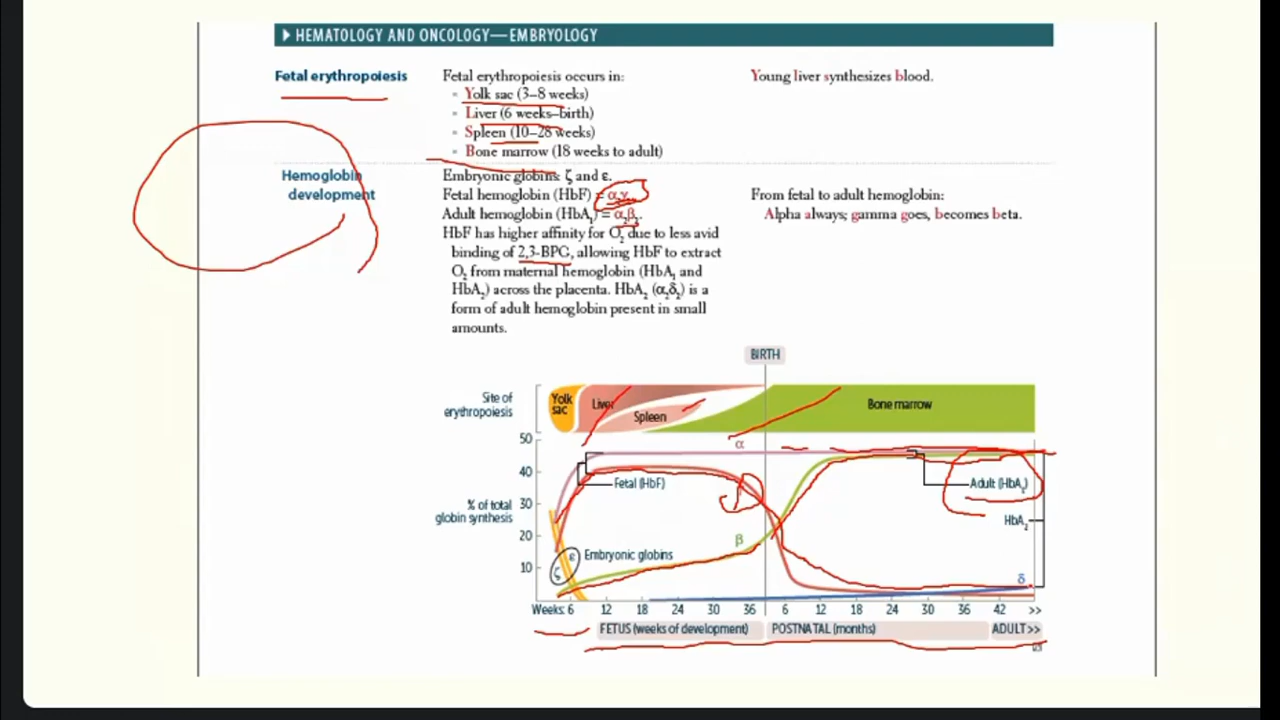 ▶ HEMATOLOGY AND ONCOLOGY—EMBRYOLOGY
Fetal erythropoiesis
Fetal erythropoiesis occurs in:
▪ Yolk sac (3–8 weeks)
▪ Liver (6 weeks–birth)
▪ Spleen (10–28 weeks)
▪ Bone marrow (18 weeks to adult)
Young liver synthesizes blood.
Hemoglobin
development
Embryonic globins: ζ and ε.
Fetal hemoglobin (HbF) = α₂γ₂.
Adult hemoglobin (HbA₁) = α₂β₂.
HbF has higher affinity for O₂ due to less avid
binding of 2,3-BPG, allowing HbF to extract
O₂ from maternal hemoglobin (HbA₁ and
HbA₂) across the placenta. HbA₂ (α₂δ₂) is a
form of adult hemoglobin present in small
amounts.
From fetal to adult hemoglobin:
Alpha always; gamma goes, becomes beta.
BIRTH
Site of
erythropoiesis
Yolk
sac
Liver
Spleen
Bone marrow
% of total
globin synthesis
50
40
30
20
10
α
Fetal (HbF)
Adult (HbA₁)
HbA₂
β
ε
ζ
Embryonic globins
δ
Weeks: 6 12 18 24 30 36 6 12 18 24 30 36 42 >>
FETUS (weeks of development)
POSTNATAL (months)
ADULT >>